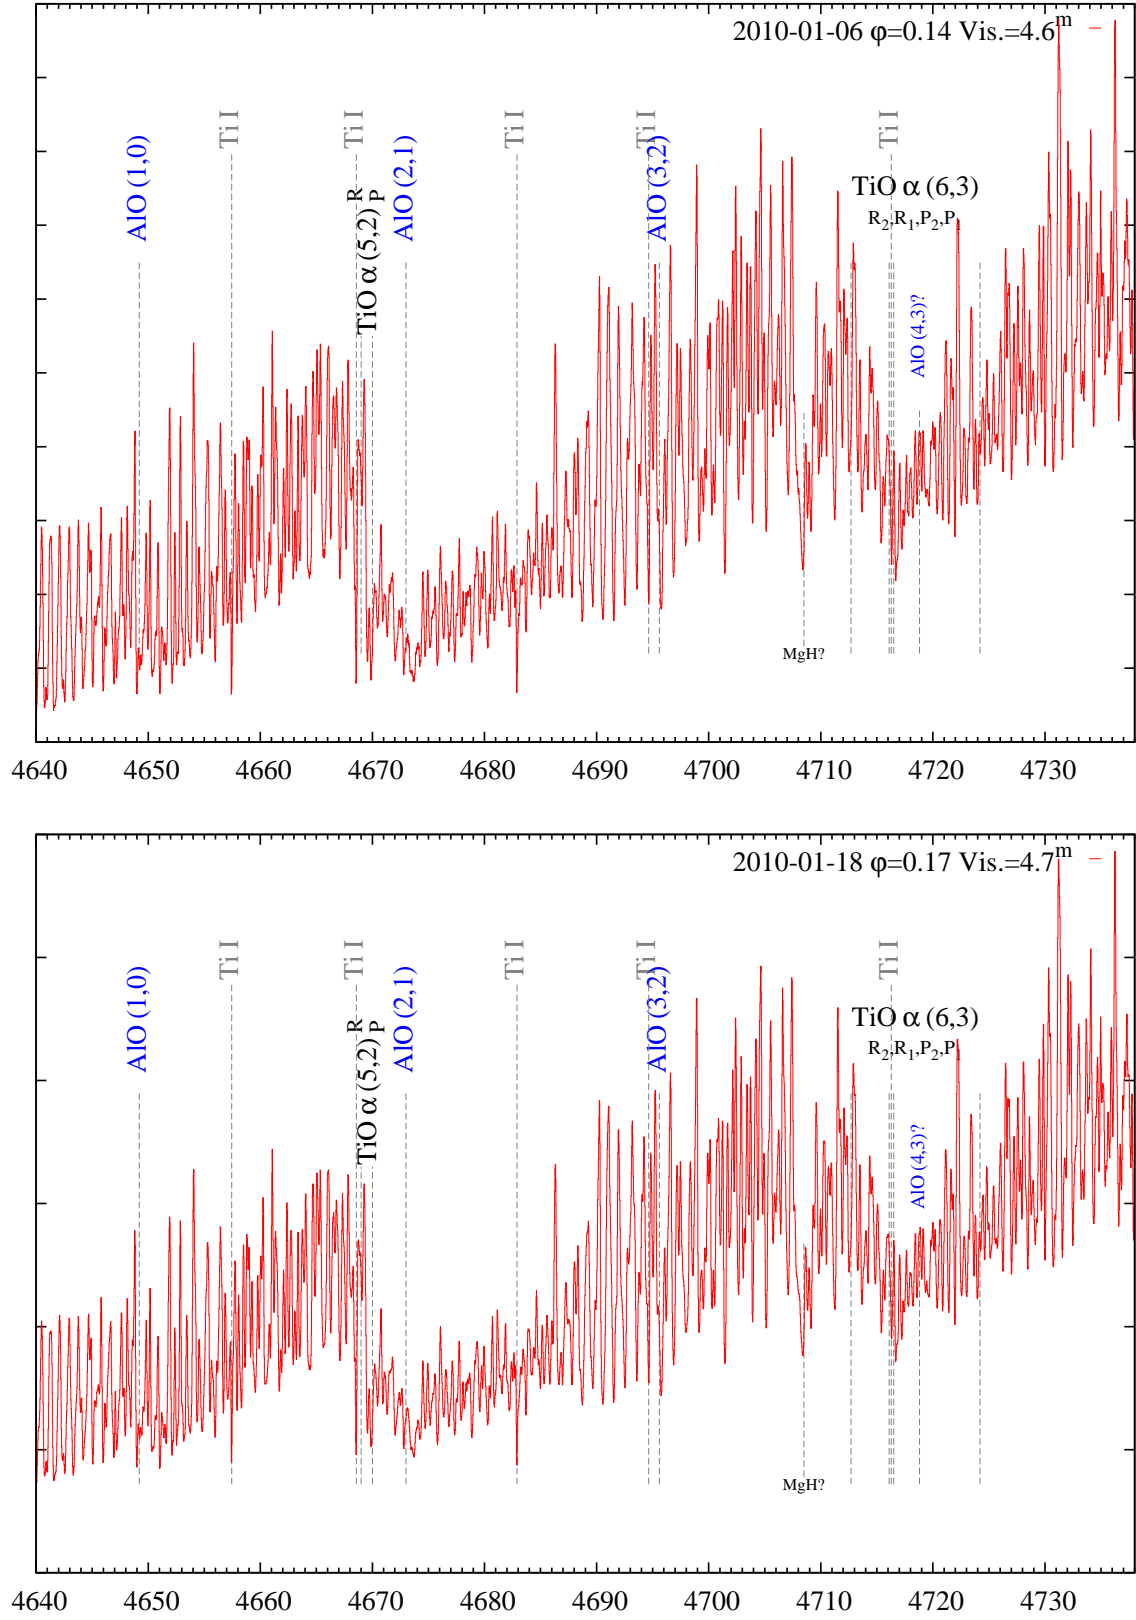 2010-01-06 φ=0.14 Vis.=4.6m
Ti I
Ti I
Ti I
Ti I
Ti I
AlO (1,0)
TiO α (5,2) R P
AlO (2,1)
AlO (3,2)
TiO α (6,3)
R2,R1,P2,P1
AlO (4,3)?
MgH?
4640 4650 4660 4670 4680 4690 4700 4710 4720 4730
2010-01-18 φ=0.17 Vis.=4.7m
Ti I
Ti I
Ti I
Ti I
Ti I
AlO (1,0)
TiO α (5,2) R P
AlO (2,1)
AlO (3,2)
TiO α (6,3)
R2,R1,P2,P1
AlO (4,3)?
MgH?
4640 4650 4660 4670 4680 4690 4700 4710 4720 4730